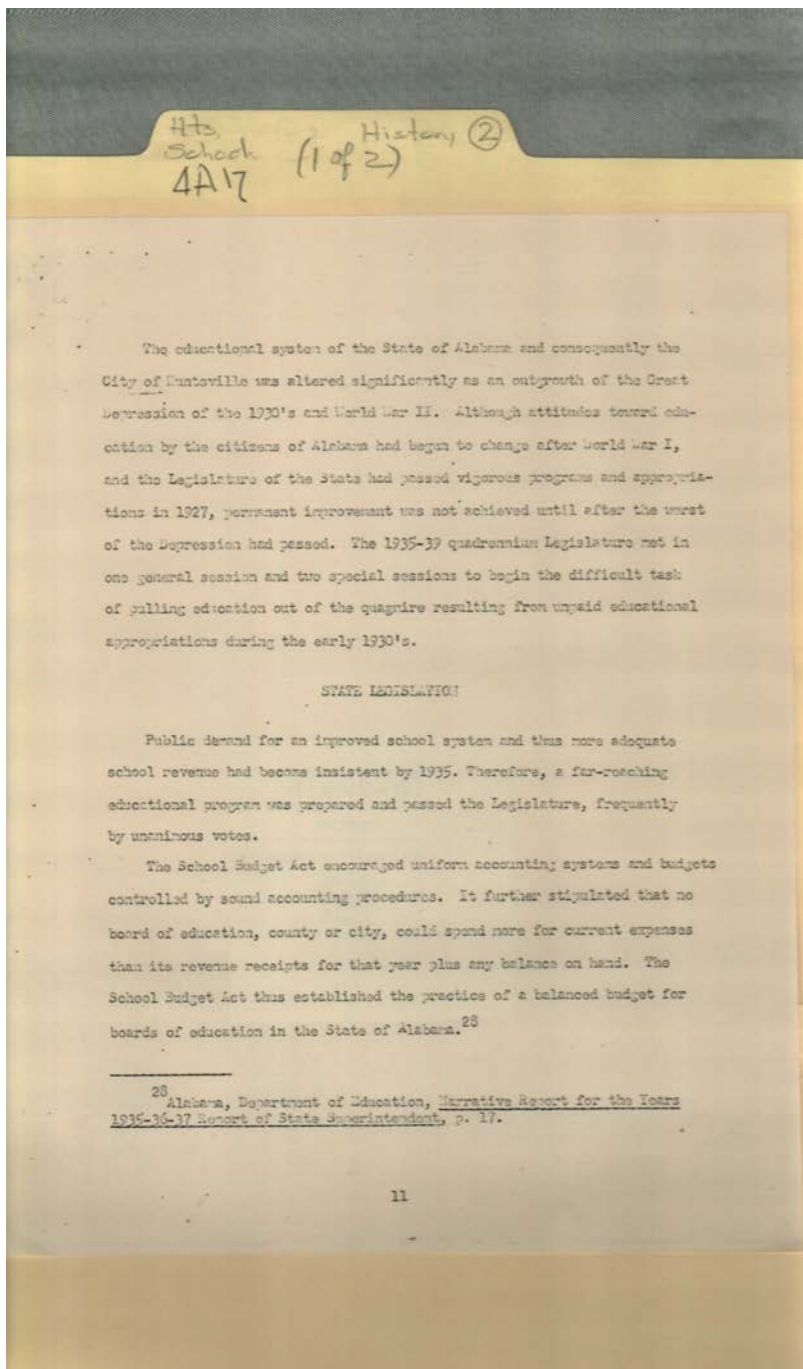 Hts. History ②
School. (1 of 2)
4A17
The educational system of the State of Alabama and consequently the
City of Huntsville was altered significantly as an outgrowth of the Great
Depression of the 1930's and World War II. Although attitudes toward edu-
cation by the citizens of Alabama had begun to change after World War I,
and the Legislature of the State had passed vigorous programs and appropria-
tions in 1927, permanent improvement was not achieved until after the worst
of the Depression had passed. The 1935-39 quadrennium Legislature met in
one general session and two special sessions to begin the difficult task
of pulling education out of the quagmire resulting from unpaid educational
appropriations during the early 1930's.
STATE LEGISLATION
Public demand for an improved school system and thus more adequate
school revenue had become insistent by 1935. Therefore, a far-reaching
educational program was prepared and passed the Legislature, frequently
by unanimous votes.
The School Budget Act encouraged uniform accounting systems and budgets
controlled by sound accounting procedures. It further stipulated that no
board of education, county or city, could spend more for current expenses
than its revenue receipts for that year plus any balance on hand. The
School Budget Act thus established the practice of a balanced budget for
boards of education in the State of Alabama.28
28Alabama, Department of Education, Narrative Report for the Years
1935-36-37 Report of State Superintendent, p. 17.
11